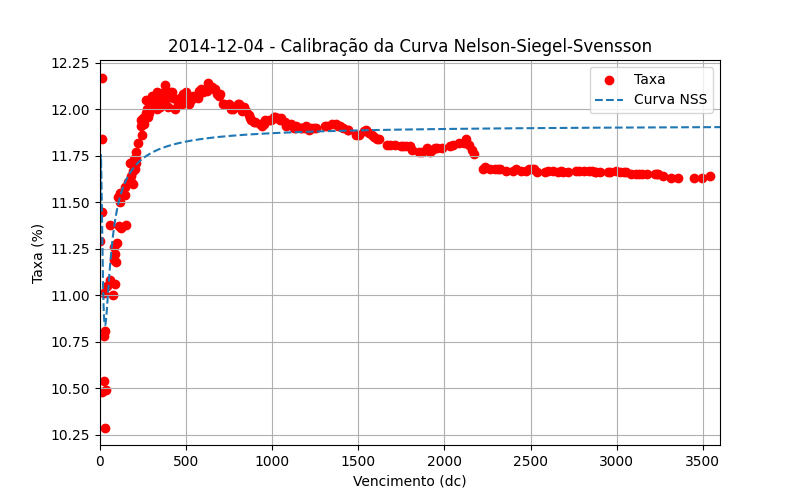 2014-12-04 - Calibração da Curva Nelson-Siegel-Svensson
12.25
12.00
11.75
11.50
11.25
11.00
10.75
10.50
10.25
Taxa (%)
Taxa
Curva NSS
0 500 1000 1500 2000 2500 3000 3500
Vencimento (dc)